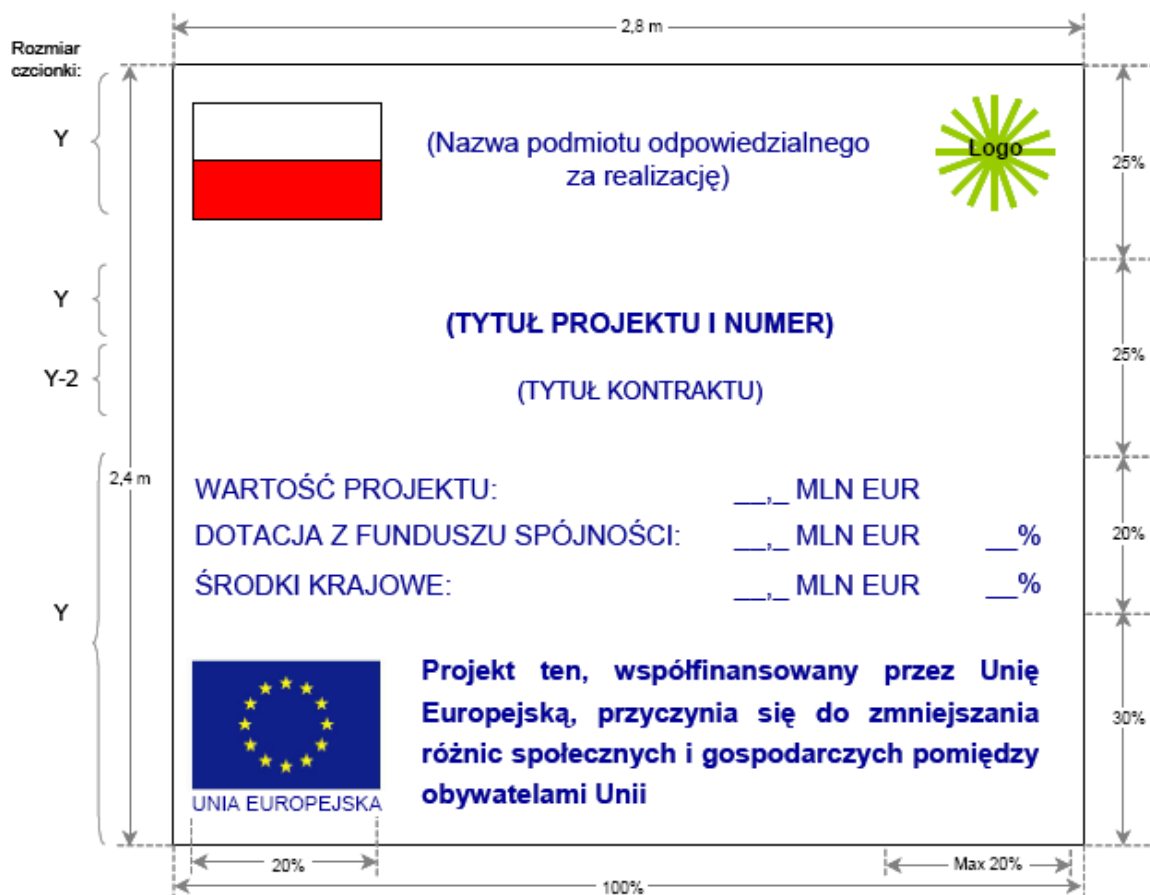 2,8 m
Rozmiar
czcionki:
Y
(Nazwa podmiotu odpowiedzialnego
za realizację)
Logo
25%
Y
(TYTUŁ PROJEKTU I NUMER)
25%
Y-2
(TYTUŁ KONTRAKTU)
2,4 m
WARTOŚĆ PROJEKTU: __,_ MLN EUR
DOTACJA Z FUNDUSZU SPÓJNOŚCI: __,_ MLN EUR __%
20%
ŚRODKI KRAJOWE: __,_ MLN EUR __%
Y
Projekt ten, współfinansowany przez Unię
Europejską, przyczynia się do zmniejszania
różnic społecznych i gospodarczych pomiędzy
obywatelami Unii
30%
UNIA EUROPEJSKA
20%
Max 20%
100%